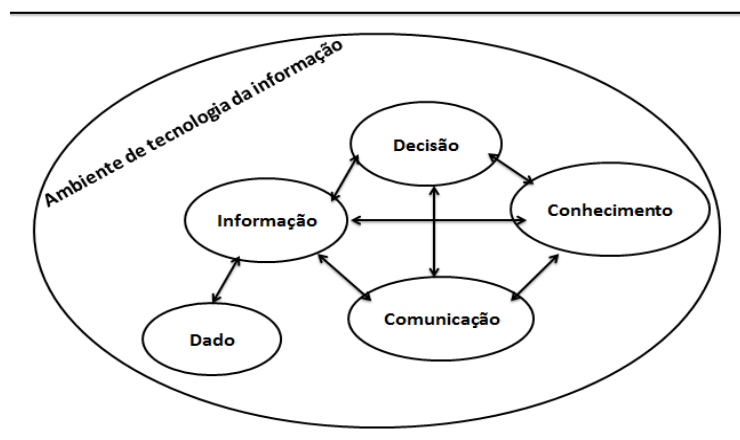 Ambiente de tecnologia da informação
Decisão
Conhecimento
Informação
Comunicação
Dado